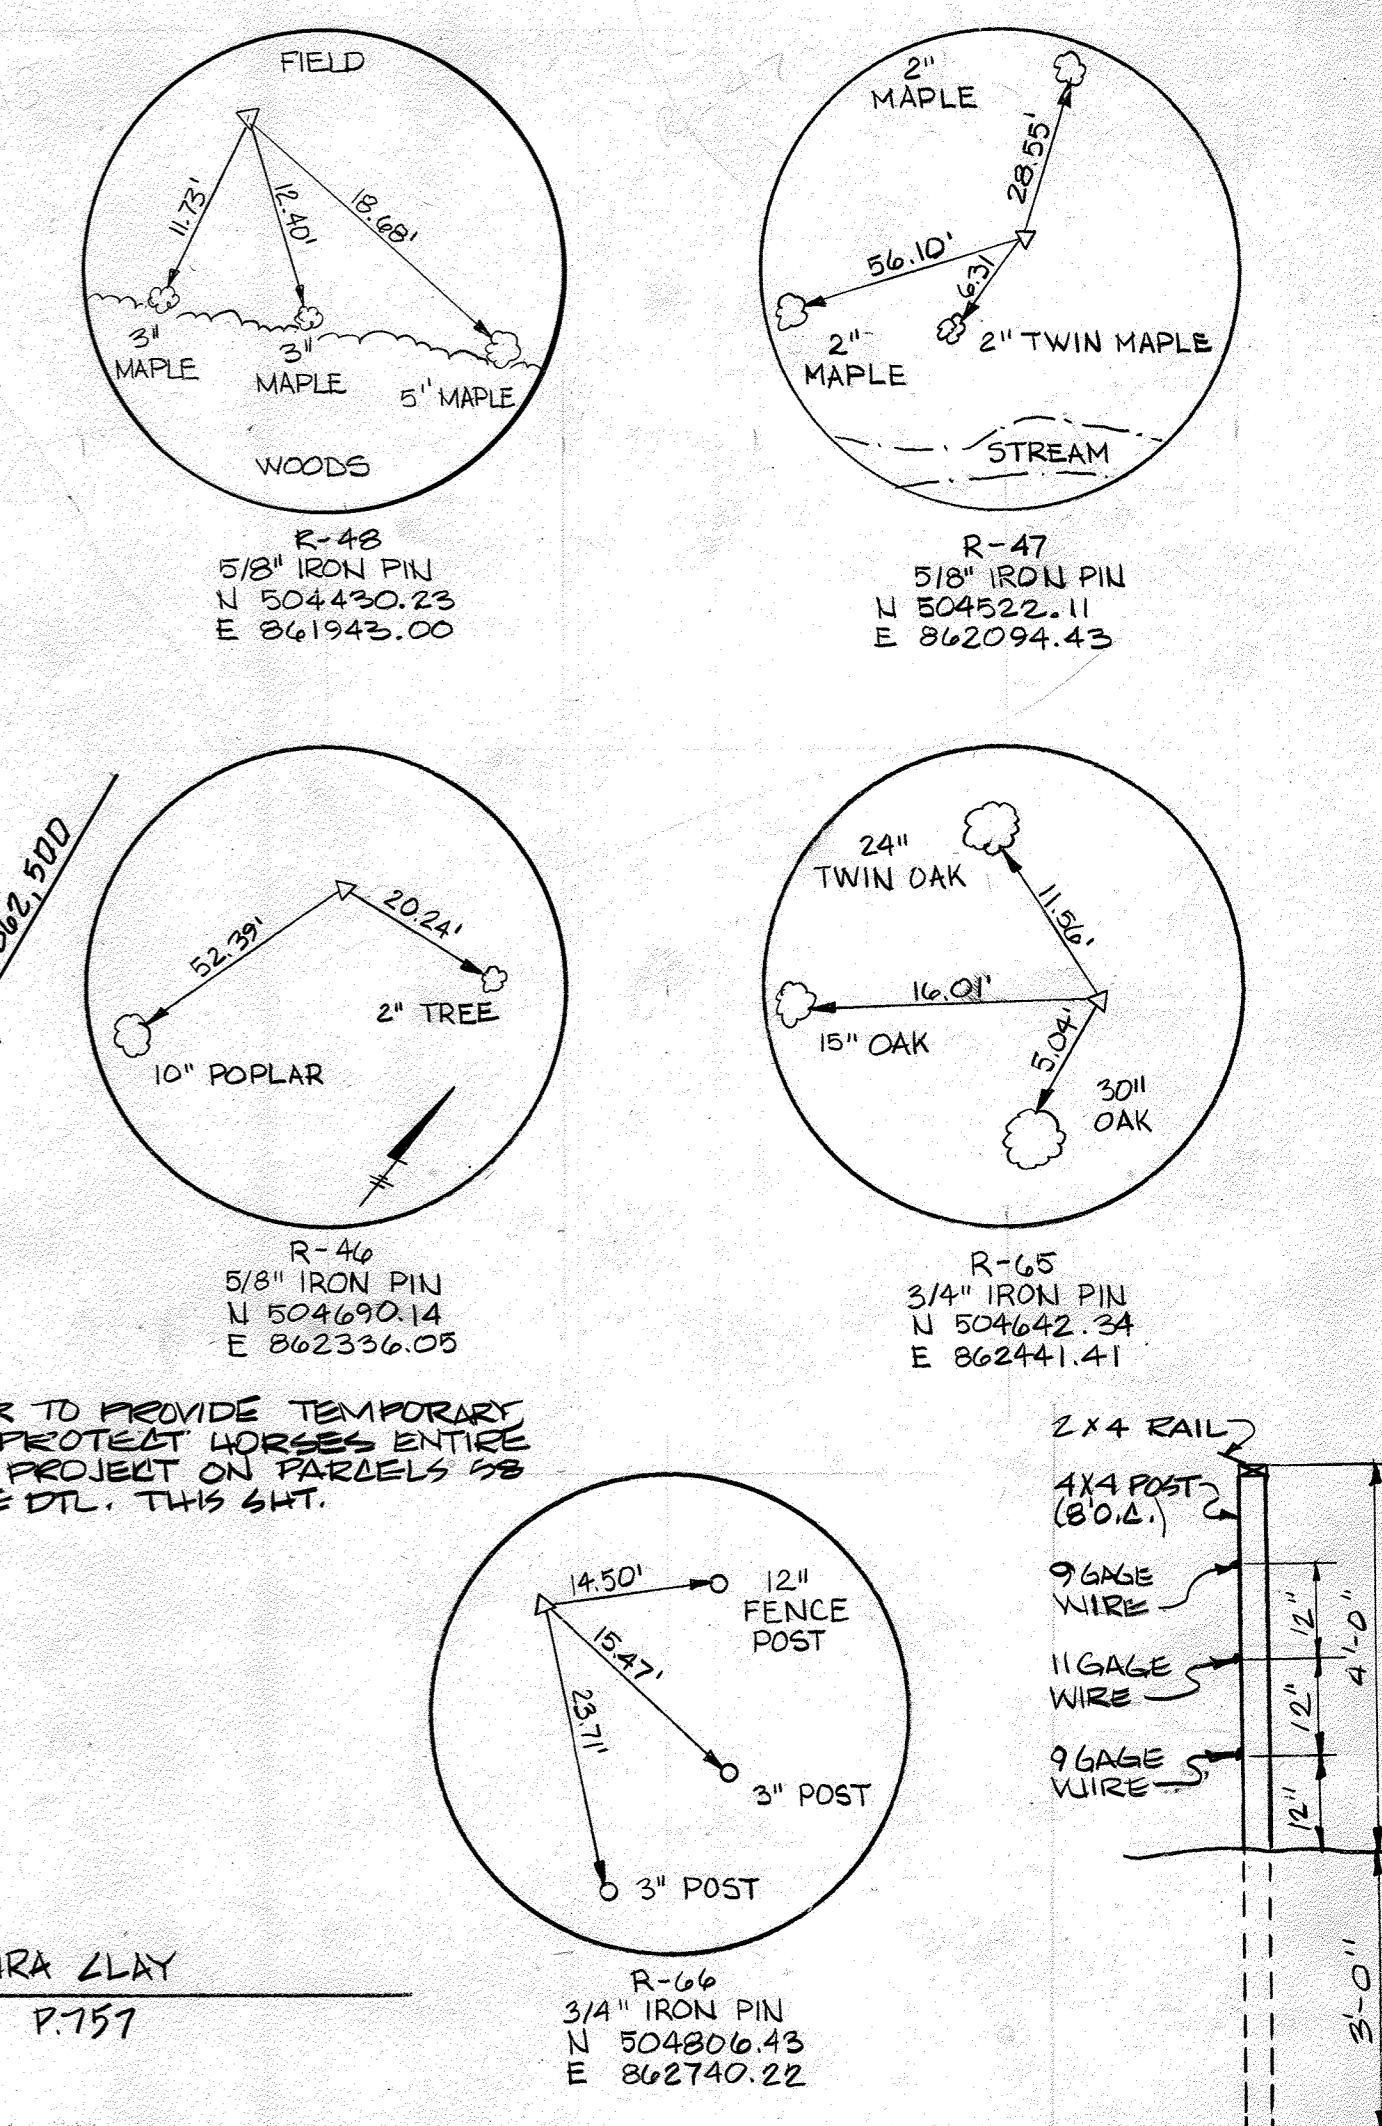 FIELD
11.73'
12.40'
18.68'
3"
MAPLE
3"
MAPLE
5" MAPLE
WOODS
R-48
5/8" IRON PIN
N 504430.23
E 861943.00
2"
MAPLE
28.55'
56.10'
6.31
2"
MAPLE
2" TWIN MAPLE
STREAM
R-47
5/8" IRON PIN
N 504522.11
E 862094.43
62,500
52.39'
20.24'
2" TREE
10" POPLAR
R-46
5/8" IRON PIN
N 504690.14
E 862336.05
24"
TWIN OAK
11.56'
16.01'
15" OAK
5.04'
30"
OAK
R-65
3/4" IRON PIN
N 504642.34
E 862441.41
R TO PROVIDE TEMPORARY
PROTECT HORSES ENTIRE
PROJECT ON PARCELS 58
E DTL. THIS SHT.
14.50'
12"
FENCE
POST
15.47'
23.71'
3" POST
3" POST
R-66
3/4" IRON PIN
N 504806.43
E 862740.22
2 X 4 RAIL
4X4 POST
(8'O.C.)
9 GAGE
WIRE
11 GAGE
WIRE
9 GAGE
WIRE
12"
12"
12"
4'-0"
3'-0"
RA CLAY
P.757